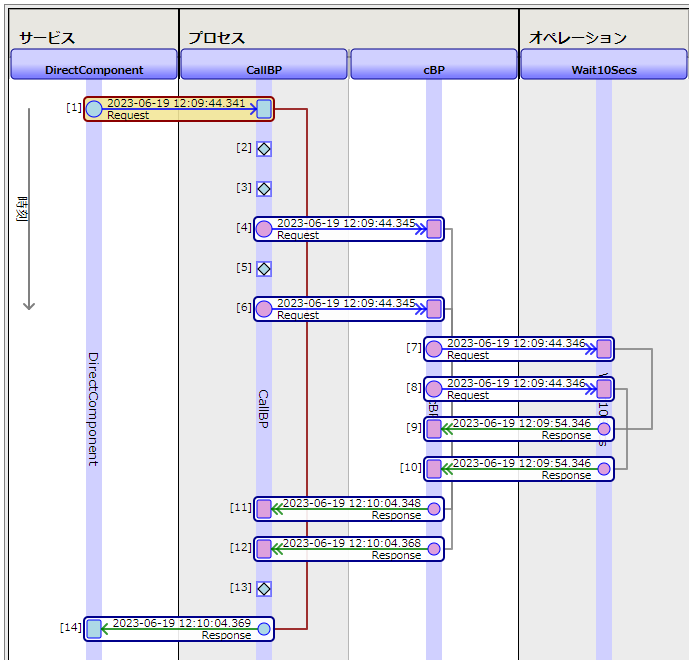 サービス
プロセス
オペレーション
DirectComponent
CallBP
cBP
Wait10Secs
時刻
[1]
2023-06-19 12:09:44.341
Request
[2]
[3]
[4]
2023-06-19 12:09:44.345
Request
[5]
[6]
2023-06-19 12:09:44.345
Request
[7]
2023-06-19 12:09:44.346
Request
[8]
2023-06-19 12:09:44.346
Request
DirectComponent
CallBP
[9]
2023-06-19 12:09:54.346
Response
[10]
2023-06-19 12:09:54.346
Response
[11]
2023-06-19 12:10:04.348
Response
[12]
2023-06-19 12:10:04.368
Response
[13]
[14]
2023-06-19 12:10:04.369
Response